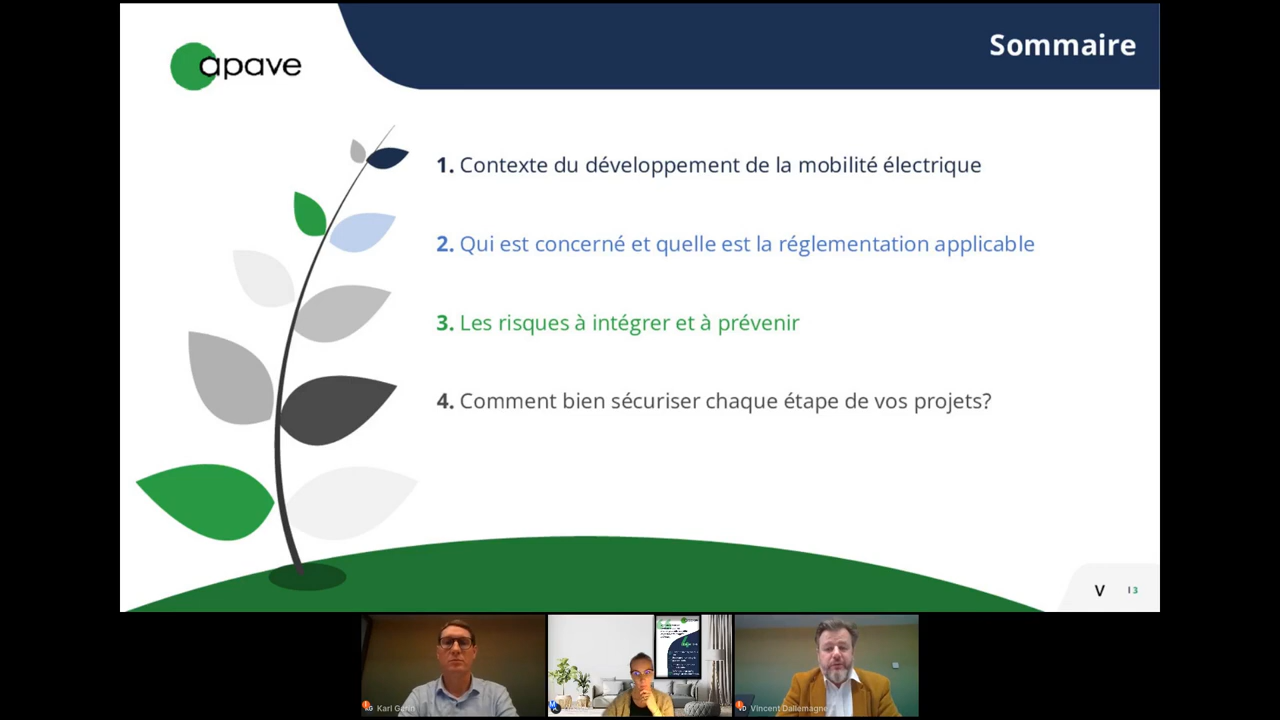 apave
Sommaire
1. Contexte du développement de la mobilité électrique
2. Qui est concerné et quelle est la réglementation applicable
3. Les risques à intégrer et à prévenir
4. Comment bien sécuriser chaque étape de vos projets?
V I 3
Vincent Dallemagne